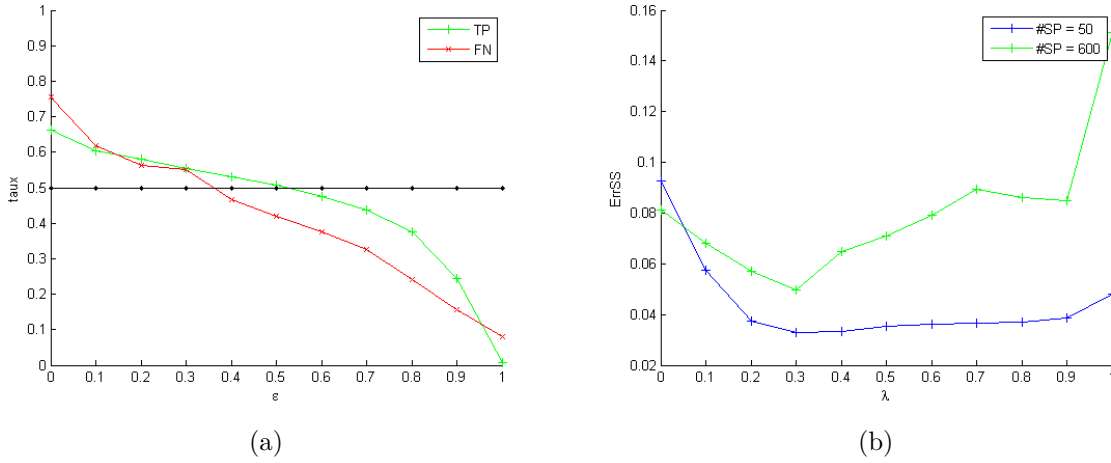 1
0.9
0.8
0.7
0.6
0.5
0.4
0.3
0.2
0.1
0
taux
0 0.1 0.2 0.3 0.4 0.5 0.6 0.7 0.8 0.9 1
ε
TP
FN
(a)
0.16
0.14
0.12
0.1
0.08
0.06
0.04
0.02
ErrSS
0 0.1 0.2 0.3 0.4 0.5 0.6 0.7 0.8 0.9 1
λ
#SP = 50
#SP = 600
(b)